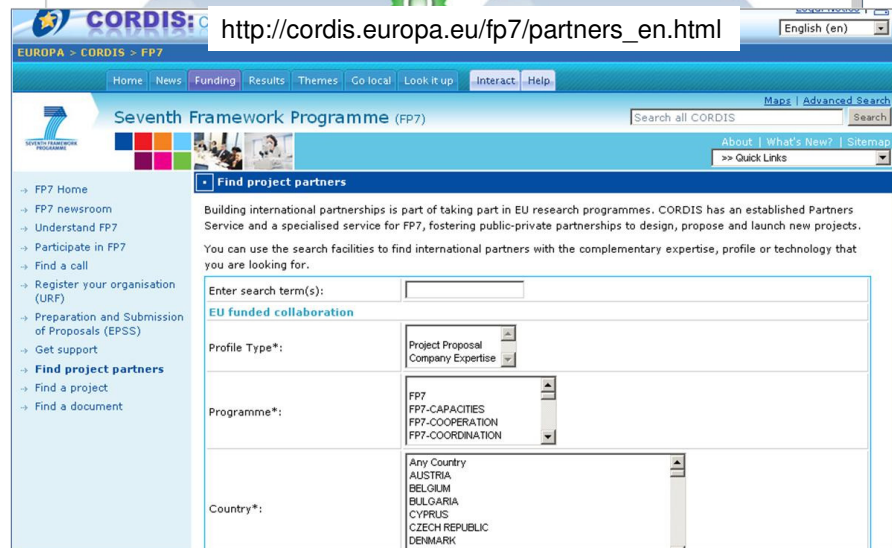 CORDIS: C
http://cordis.europa.eu/fp7/partners_en.html
Legal Notice |
English (en)
EUROPA > CORDIS > FP7
Home News Funding Results Themes Go local Look it up Interact Help
Maps | Advanced Search
Seventh Framework Programme (FP7)
Search all CORDIS
Search
SEVENTH FRAMEWORK
PROGRAMME
About | What's New? | Sitemap
>> Quick Links
→ FP7 Home
→ FP7 newsroom
→ Understand FP7
→ Participate in FP7
→ Find a call
→ Register your organisation
(URF)
→ Preparation and Submission
of Proposals (EPSS)
→ Get support
→ Find project partners
→ Find a project
→ Find a document
Find project partners
Building international partnerships is part of taking part in EU research programmes. CORDIS has an established Partners
Service and a specialised service for FP7, fostering public-private partnerships to design, propose and launch new projects.
You can use the search facilities to find international partners with the complementary expertise, profile or technology that
you are looking for.
Enter search term(s):
EU funded collaboration
Profile Type*:
Project Proposal
Company Expertise
Programme*:
FP7
FP7-CAPACITIES
FP7-COOPERATION
FP7-COORDINATION
Country*:
Any Country
AUSTRIA
BELGIUM
BULGARIA
CYPRUS
CZECH REPUBLIC
DENMARK